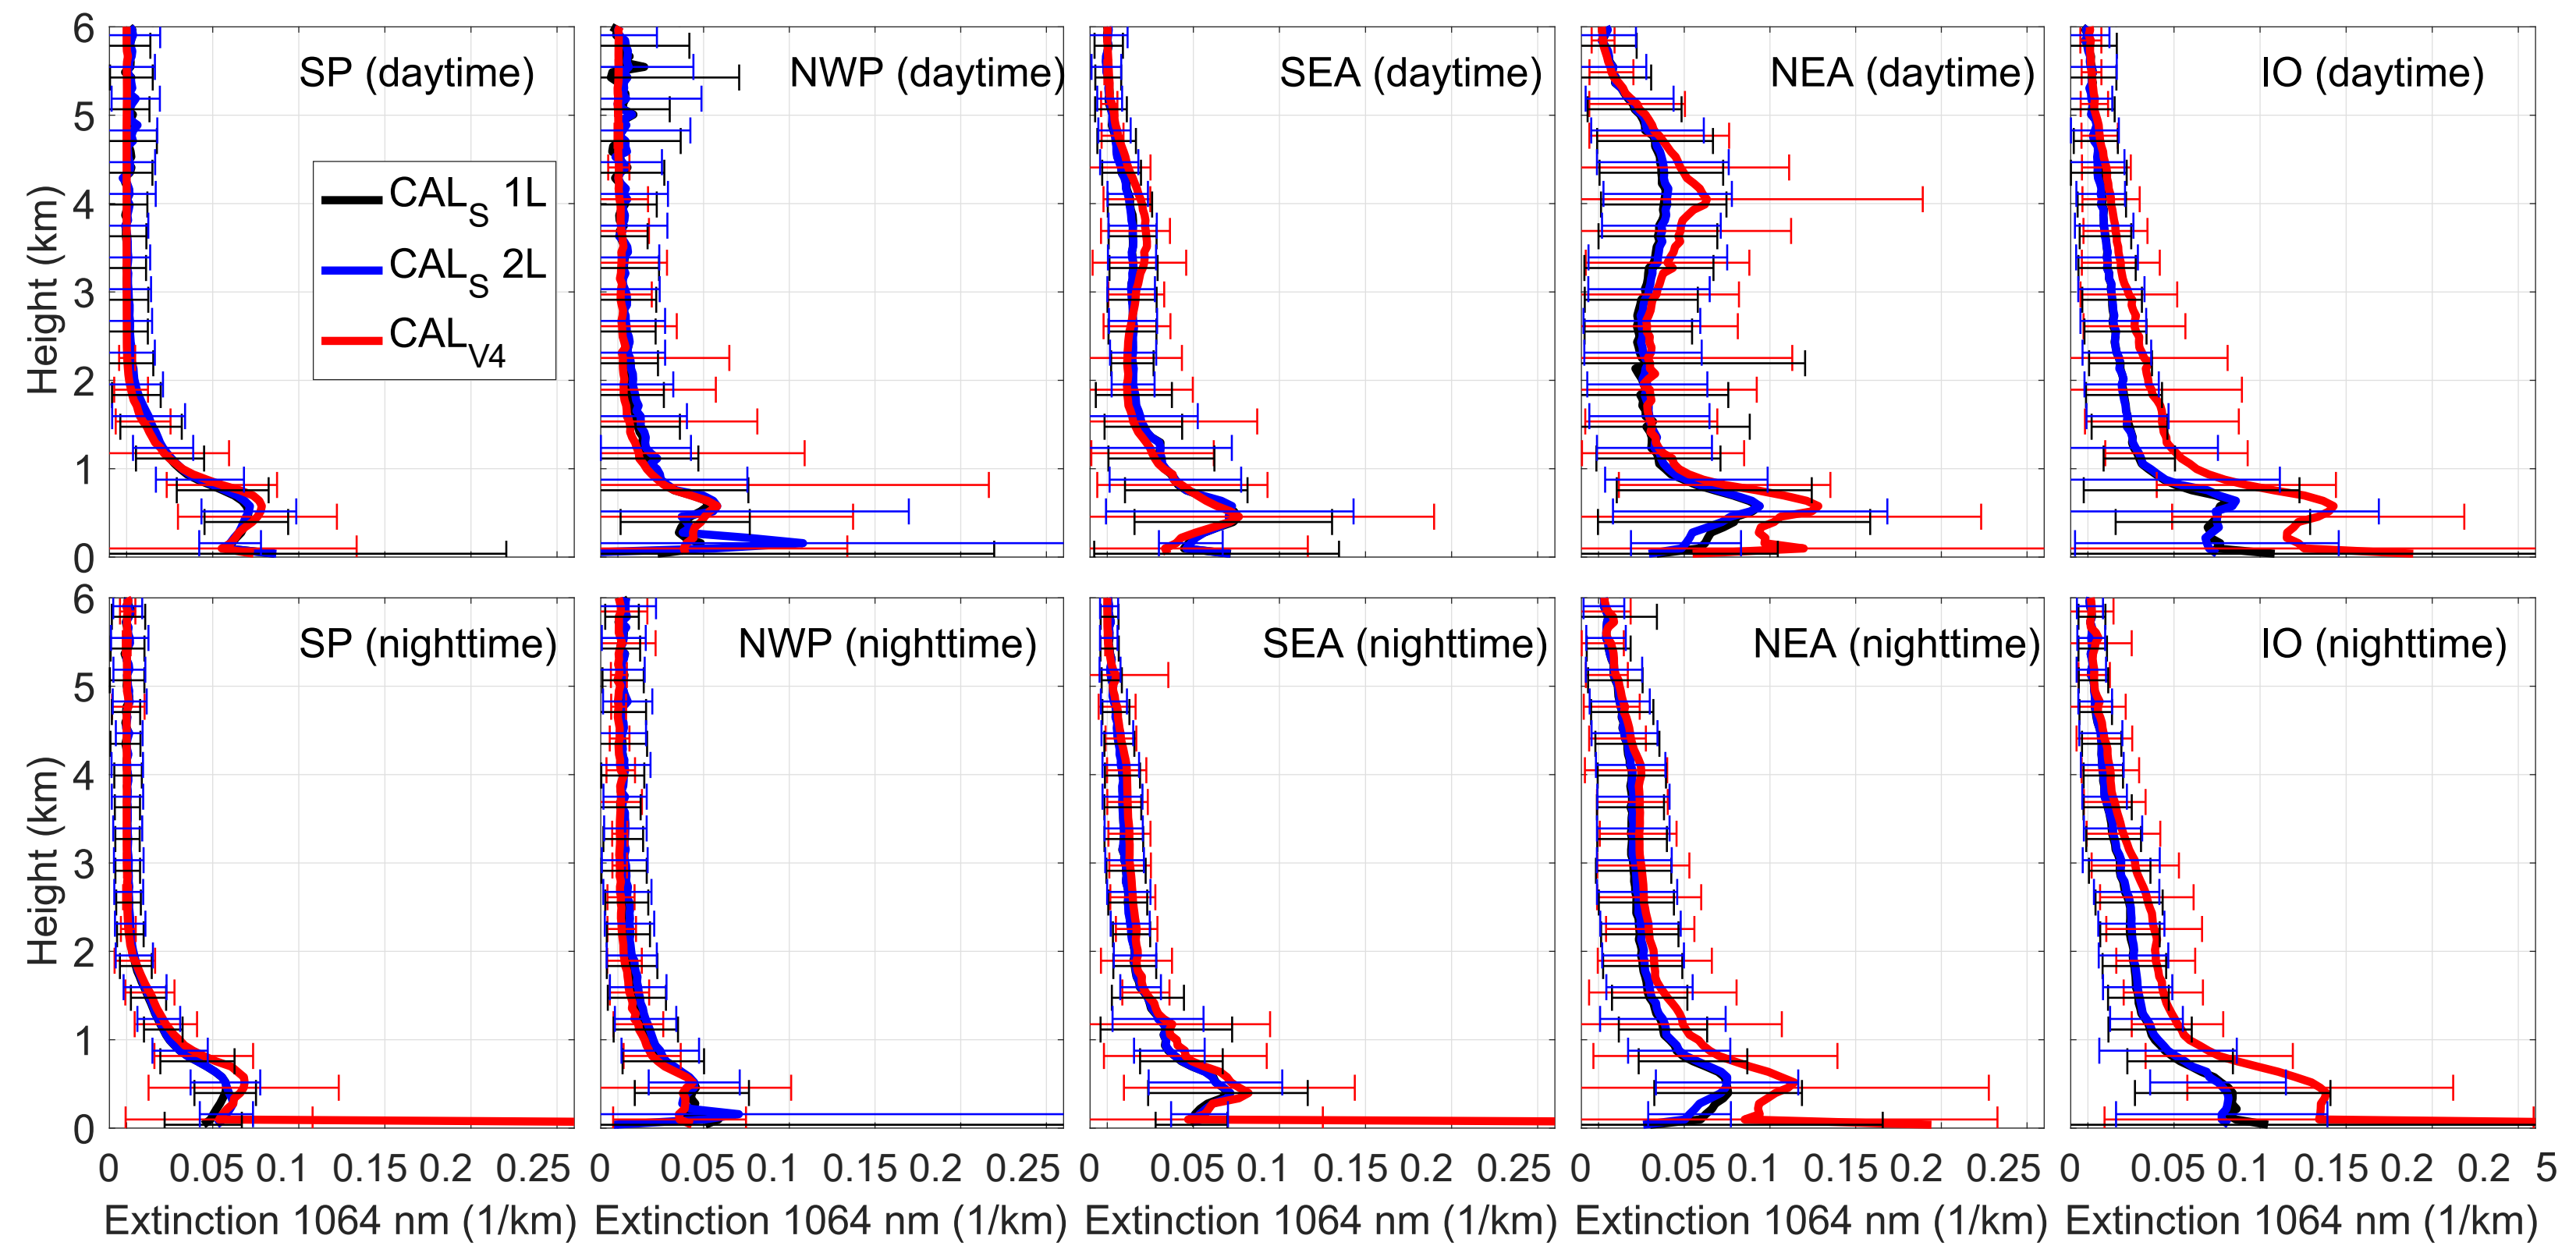 6 SP (daytime) NWP (daytime) SEA (daytime) NEA (daytime) IO (daytime)
5
CAL_S 1L
4
CAL_S 2L
3
CAL_V4
2
1
0
Height (km)
6 SP (nighttime) NWP (nighttime) SEA (nighttime) NEA (nighttime) IO (nighttime)
5
4
3
2
1
0
Height (km)
0 0.05 0.1 0.15 0.2 0.25 0 0.05 0.1 0.15 0.2 0.25 0 0.05 0.1 0.15 0.2 0.25 0 0.05 0.1 0.15 0.2 0.25 0 0.05 0.1 0.15 0.2 0.2 5
Extinction 1064 nm (1/km) Extinction 1064 nm (1/km) Extinction 1064 nm (1/km) Extinction 1064 nm (1/km) Extinction 1064 nm (1/km)